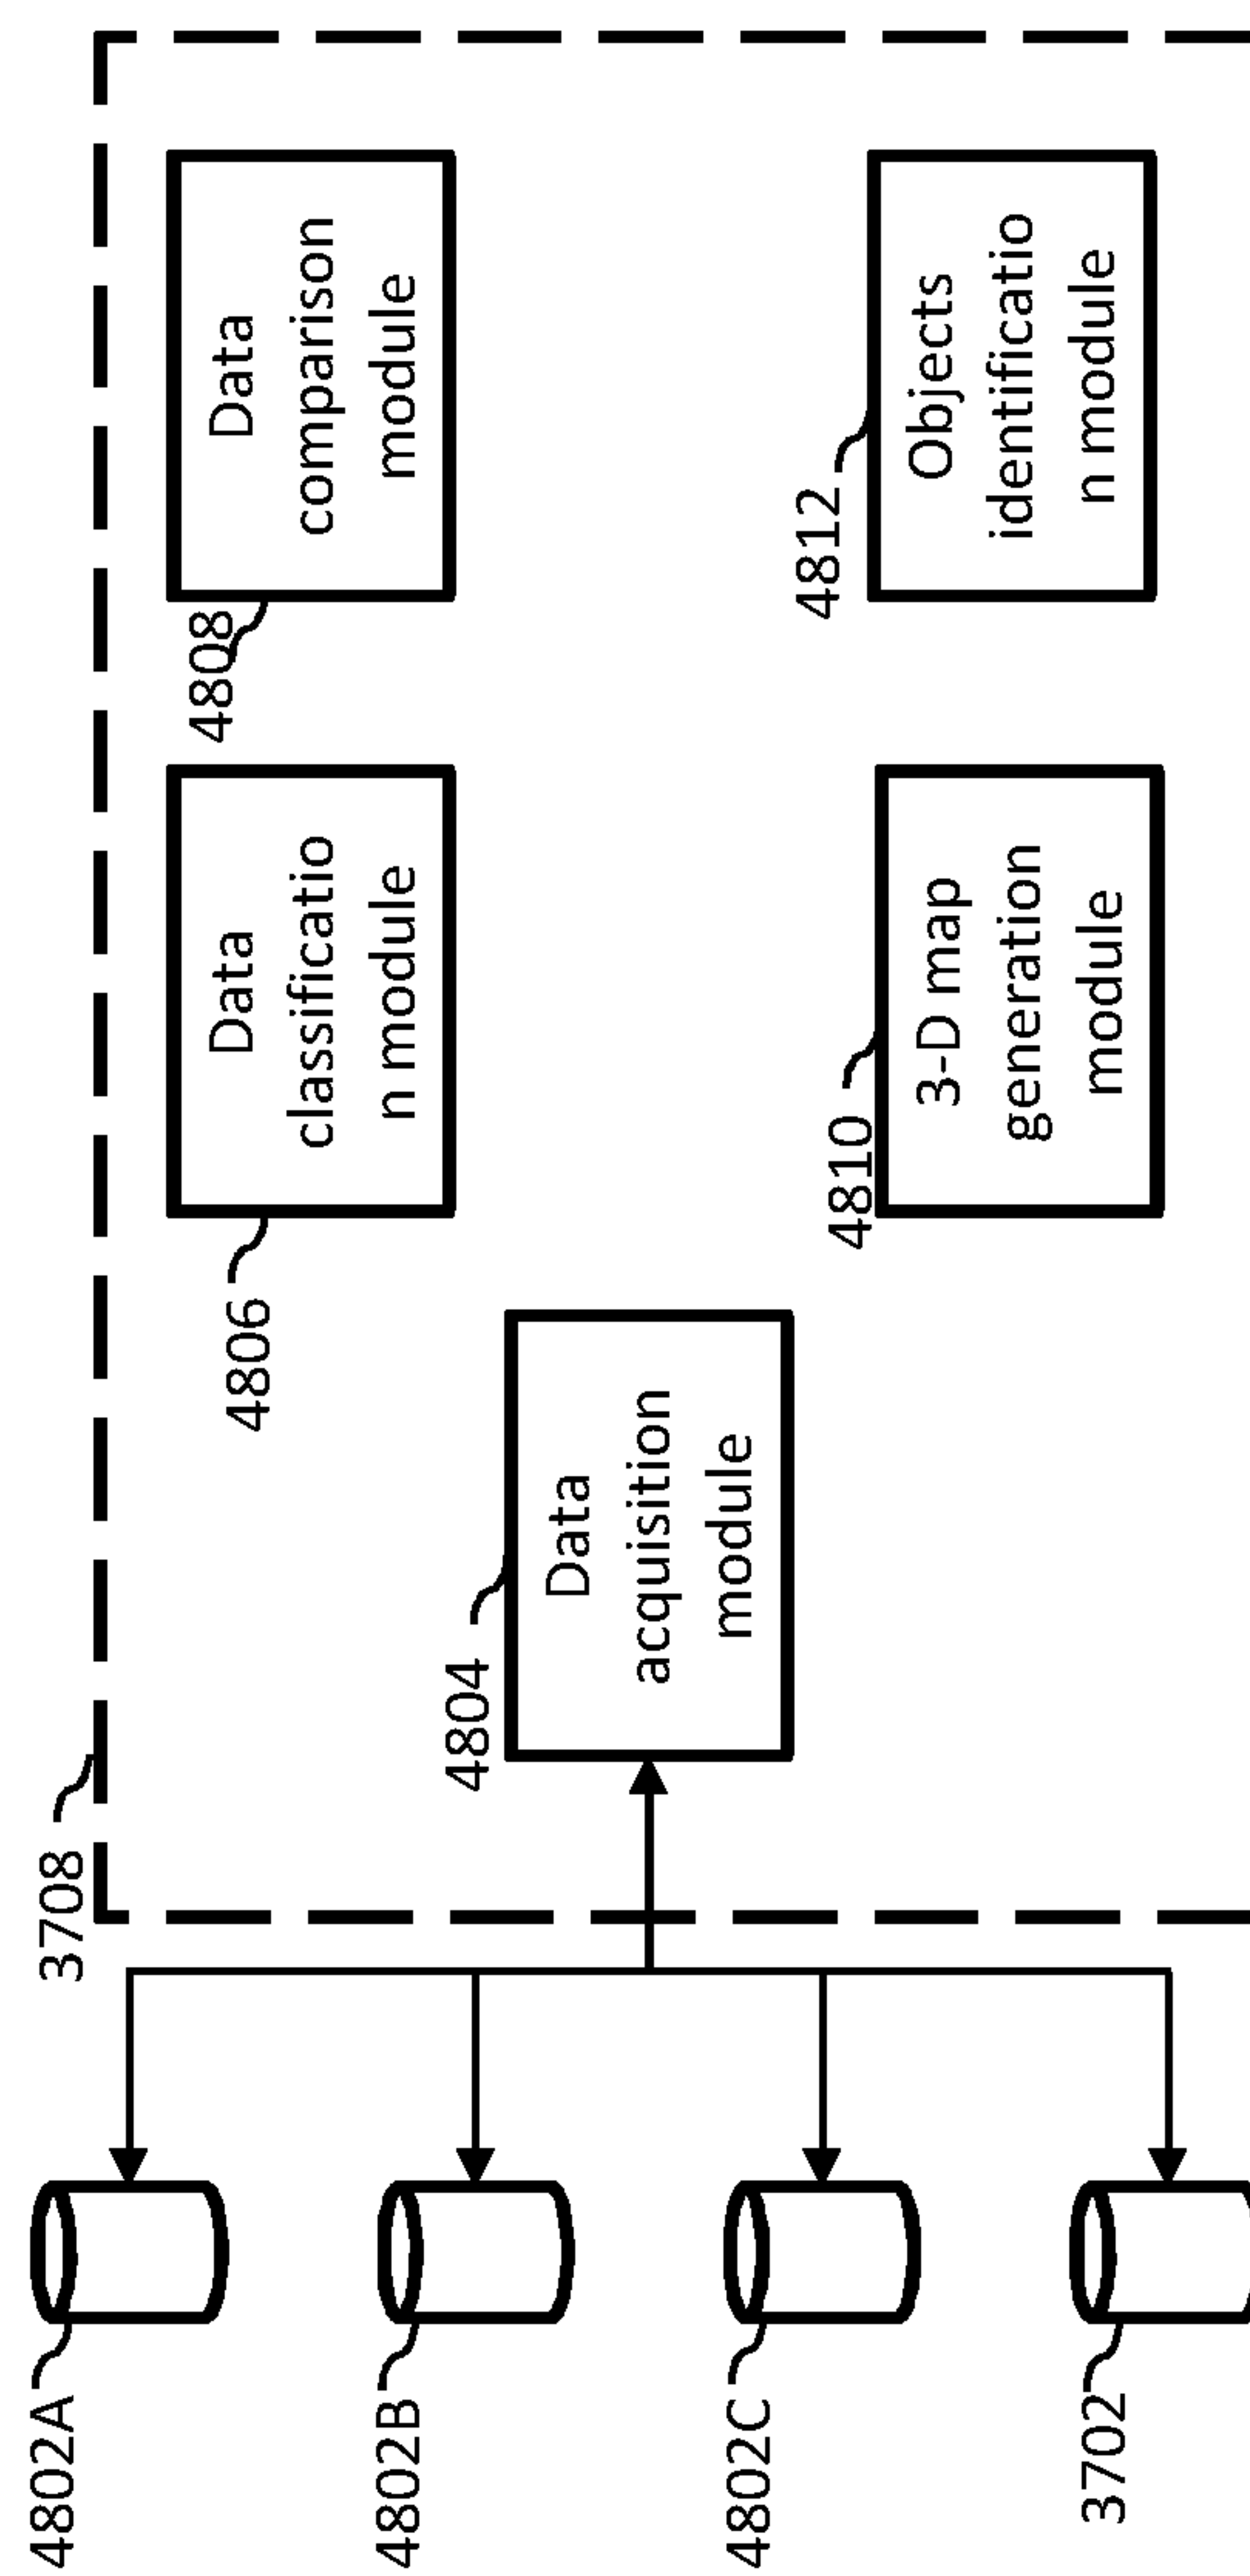 4802A
4802B
4802C
3702
3708
4804
Data
acquisition
module
4806
Data
classificatio
n module
4808
Data
comparison
module
4810
3-D map
generation
module
4812
Objects
identificatio
n module